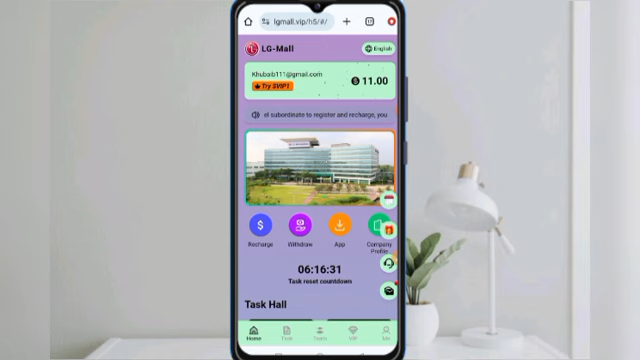 lgmall.vip/h5/#/
LG-Mall
English
Khubaib111@gmail.com
11.00
Try SVIP1
el subordinate to register and recharge, you
Recharge
Withdraw
App
Company
Profile
06:16:31
Task reset countdown
Task Hall
Home
Task
Team
VIP
Me